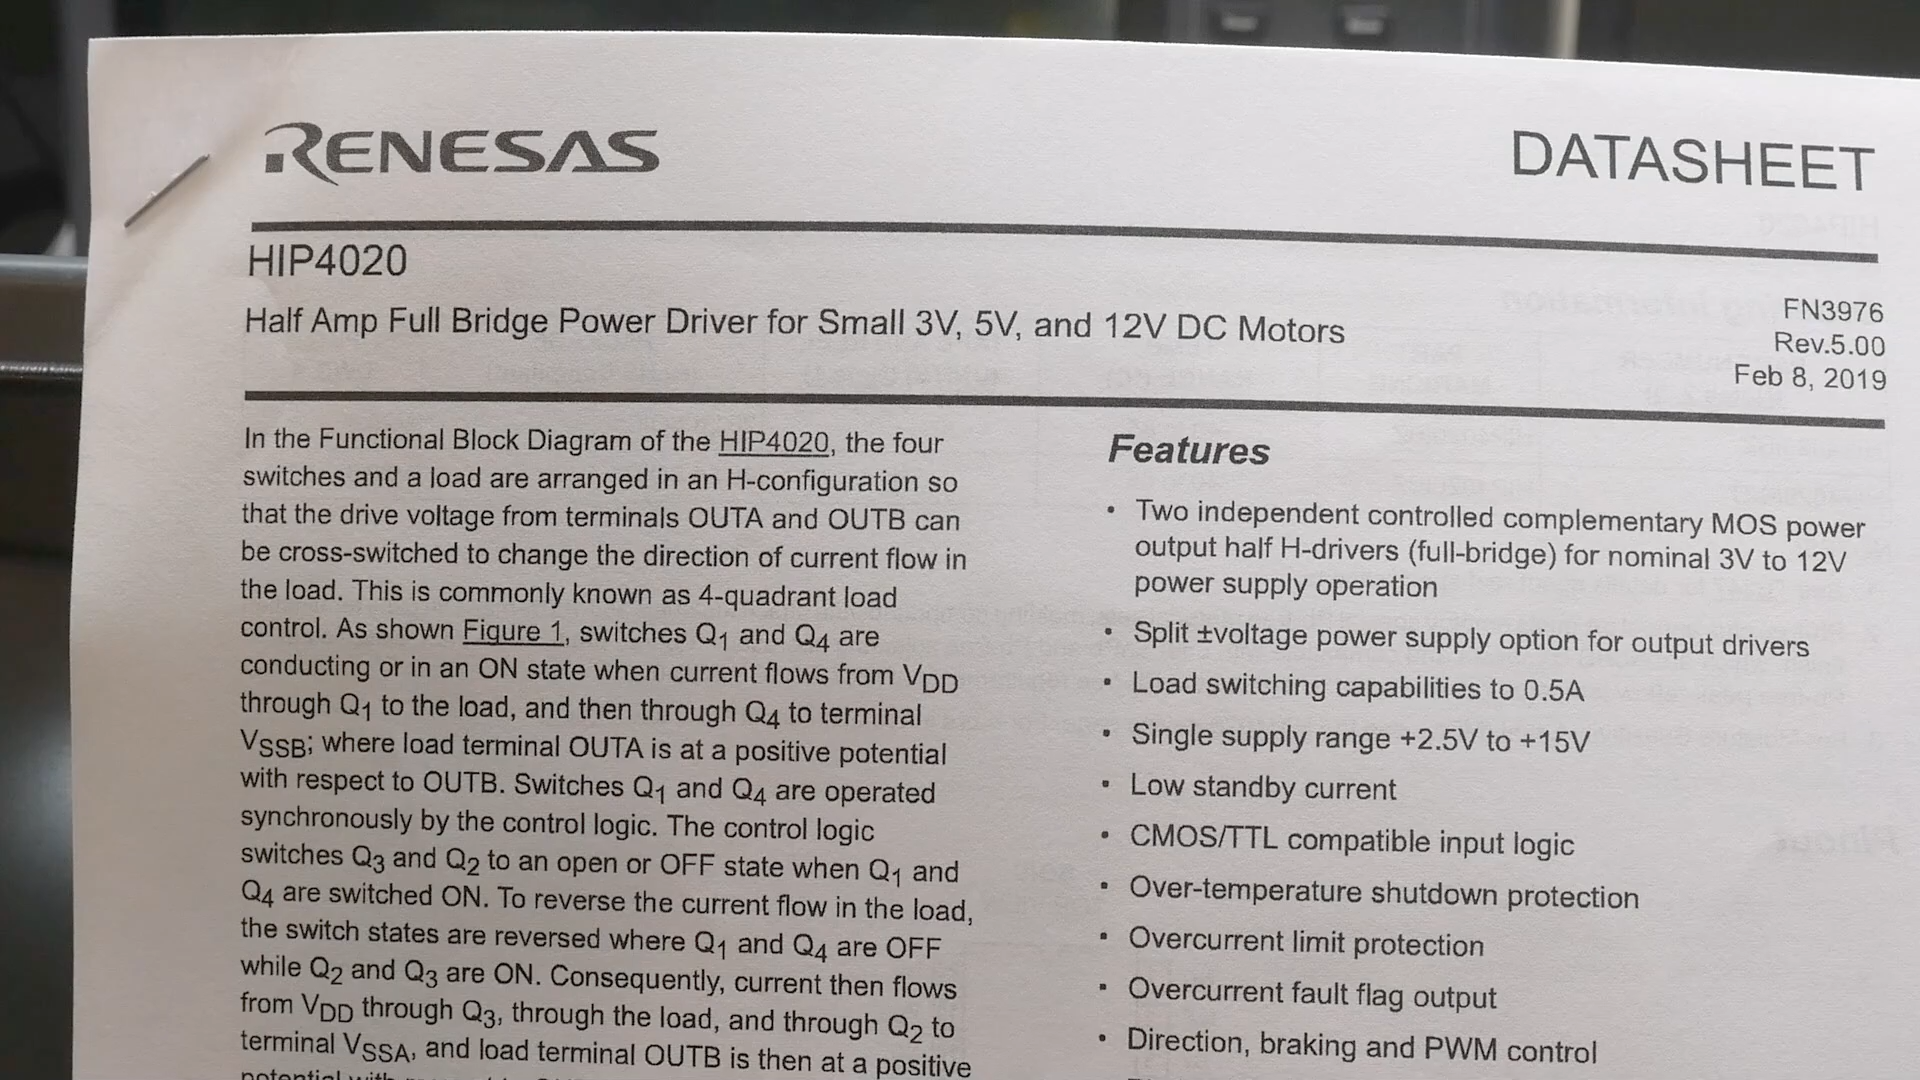 RENESAS
DATASHEET
HIP4020
Half Amp Full Bridge Power Driver for Small 3V, 5V, and 12V DC Motors
FN3976
Rev.5.00
Feb 8, 2019
In the Functional Block Diagram of the HIP4020, the four
switches and a load are arranged in an H-configuration so
that the drive voltage from terminals OUTA and OUTB can
be cross-switched to change the direction of current flow in
the load. This is commonly known as 4-quadrant load
control. As shown Figure 1, switches Q1 and Q4 are
conducting or in an ON state when current flows from VDD
through Q1 to the load, and then through Q4 to terminal
VSSB; where load terminal OUTA is at a positive potential
with respect to OUTB. Switches Q1 and Q4 are operated
synchronously by the control logic. The control logic
switches Q3 and Q2 to an open or OFF state when Q1 and
Q4 are switched ON. To reverse the current flow in the load,
the switch states are reversed where Q1 and Q4 are OFF
while Q2 and Q3 are ON. Consequently, current then flows
from VDD through Q3, through the load, and through Q2 to
terminal VSSA, and load terminal OUTB is then at a positive
Features
• Two independent controlled complementary MOS power
output half H-drivers (full-bridge) for nominal 3V to 12V
power supply operation
• Split ±voltage power supply option for output drivers
• Load switching capabilities to 0.5A
• Single supply range +2.5V to +15V
• Low standby current
• CMOS/TTL compatible input logic
• Over-temperature shutdown protection
• Overcurrent limit protection
• Overcurrent fault flag output
• Direction, braking and PWM control